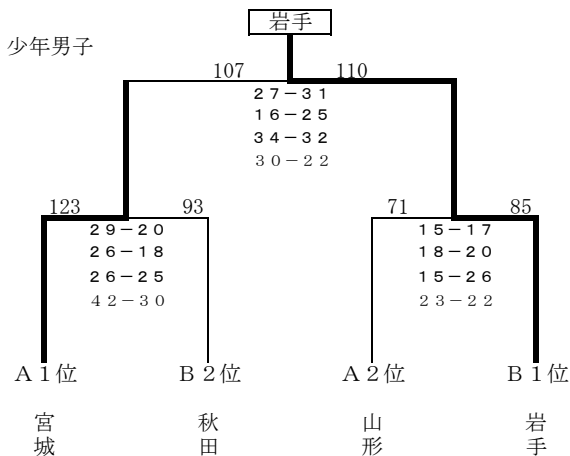 岩手
少年男子
107 110
２７－３１
１６－２５
３４－３２
３０－２２
123 93 71 85
２９－２０ １５－１７
２６－１８ １８－２０
２６－２５ １５－２６
４２－３０ ２３－２２
Ａ１位 Ｂ２位 Ａ２位 Ｂ１位
宮城 秋田 山形 岩手